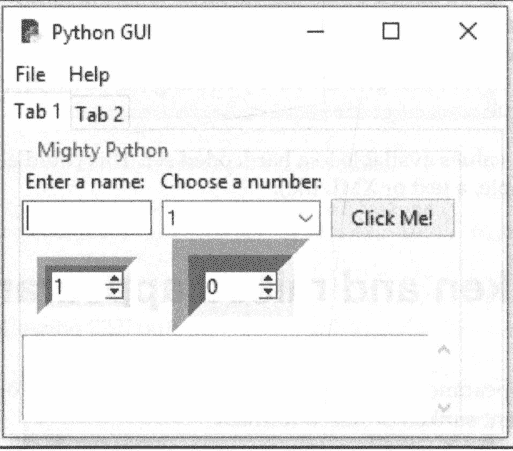 Python GUI
File Help
Tab 1 Tab 2
Mighty Python
Enter a name: Choose a number:
1 Click Me!
1 0